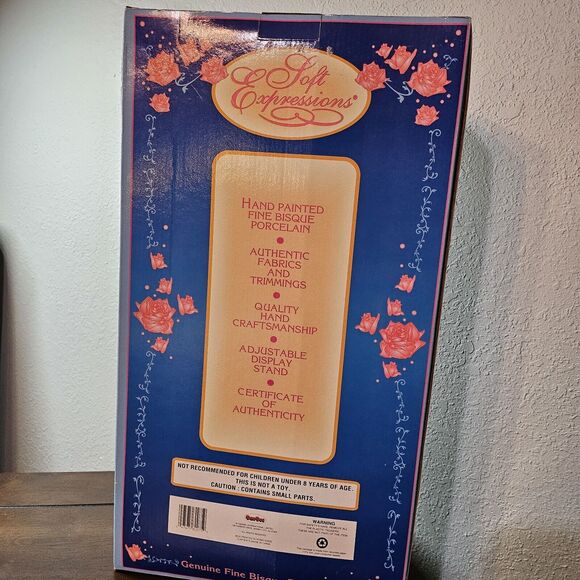 Soft
Expressions®
HAND PAINTED
FINE BISQUE
PORCELAIN
AUTHENTIC
FABRICS
AND
TRIMMINGS
QUALITY
HAND
CRAFTSMANSHIP
ADJUSTABLE
DISPLAY
STAND
CERTIFICATE
OF
AUTHENTICITY
NOT RECOMMENDED FOR CHILDREN UNDER 8 YEARS OF AGE.
THIS IS NOT A TOY.
CAUTION : CONTAINS SMALL PARTS.
WARNING
Genuine Fine Bisque